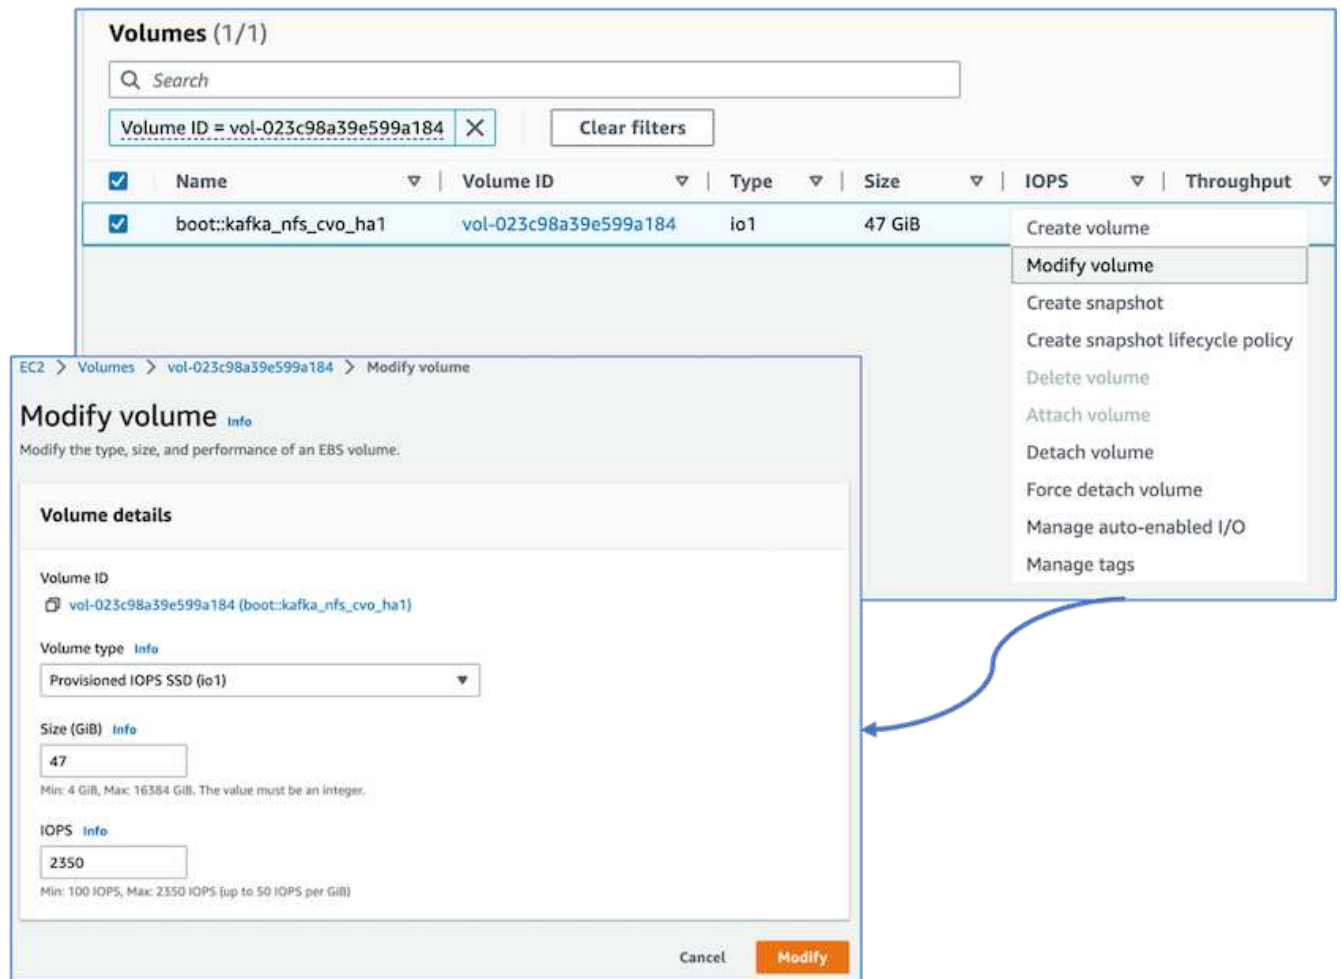 Volumes (1/1)
Search
Volume ID = vol-023c98a39e599a184
Clear filters
Name Volume ID Type Size IOPS Throughput
boot::kafka_nfs_cvo_ha1 vol-023c98a39e599a184 io1 47 GiB
Create volume
Modify volume
Create snapshot
Create snapshot lifecycle policy
Delete volume
Attach volume
Detach volume
Force detach volume
Manage auto-enabled I/O
Manage tags
EC2 > Volumes > vol-023c98a39e599a184 > Modify volume
Modify volume Info
Modify the type, size, and performance of an EBS volume.
Volume details
Volume ID
vol-023c98a39e599a184 (boot::kafka_nfs_cvo_ha1)
Volume type Info
Provisioned IOPS SSD (io1)
Size (GiB) Info
47
Min: 4 GiB, Max: 16384 GiB. The value must be an integer.
IOPS Info
2350
Min: 100 IOPS, Max: 2350 IOPS (up to 50 IOPS per GiB)
Cancel Modify